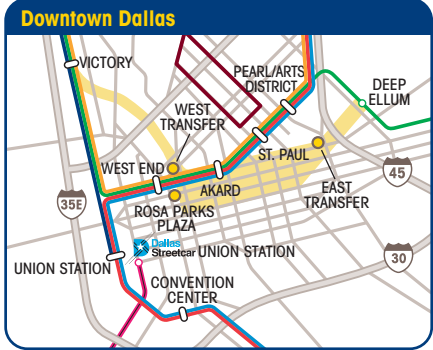 Downtown Dallas
VICTORY
PEARL/ARTS
DISTRICT
DEEP
ELLUM
WEST
TRANSFER
WEST END
ST. PAUL
AKARD
EAST
TRANSFER
45
35E
ROSA PARKS
PLAZA
Dallas
Streetcar UNION STATION
30
UNION STATION
CONVENTION
CENTER